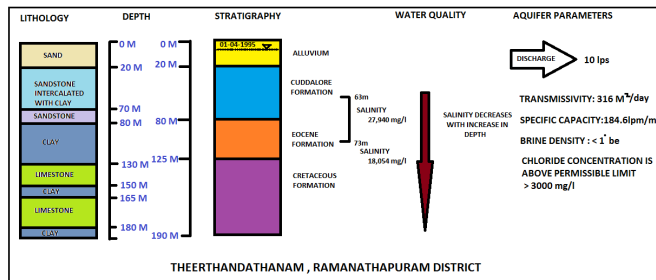 LITHOLOGY
DEPTH
STRATIGRAPHY
WATER QUALITY
AQUIFER PARAMETERS
SAND
SANDSTONE
INTERCALATED
WITH CLAY
SANDSTONE
CLAY
LIMESTONE
CLAY
LIMESTONE
CLAY
0 M
20 M
70 M
80 M
130 M
150 M
165 M
180 M
0 M
20 M
80 M
125 M
190 M
01-04-1995
ALLUVIUM
CUDDALORE
FORMATION
EOCENE
FORMATION
CRETACEOUS
FORMATION
63m
SALINITY
27,940 mg/l
73m
SALINITY
18,054 mg/l
SALINITY DECREASES
WITH INCREASE IN
DEPTH
DISCHARGE
10 lps
TRANSMISSIVITY: 316 M²/day
SPECIFIC CAPACITY:184.6lpm/m
BRINE DENSITY : < 1° be
CHLORIDE CONCENTRATION IS
ABOVE PERMISSIBLE LIMIT
> 3000 mg/l
THEERTHANDATHANAM , RAMANATHAPURAM DISTRICT